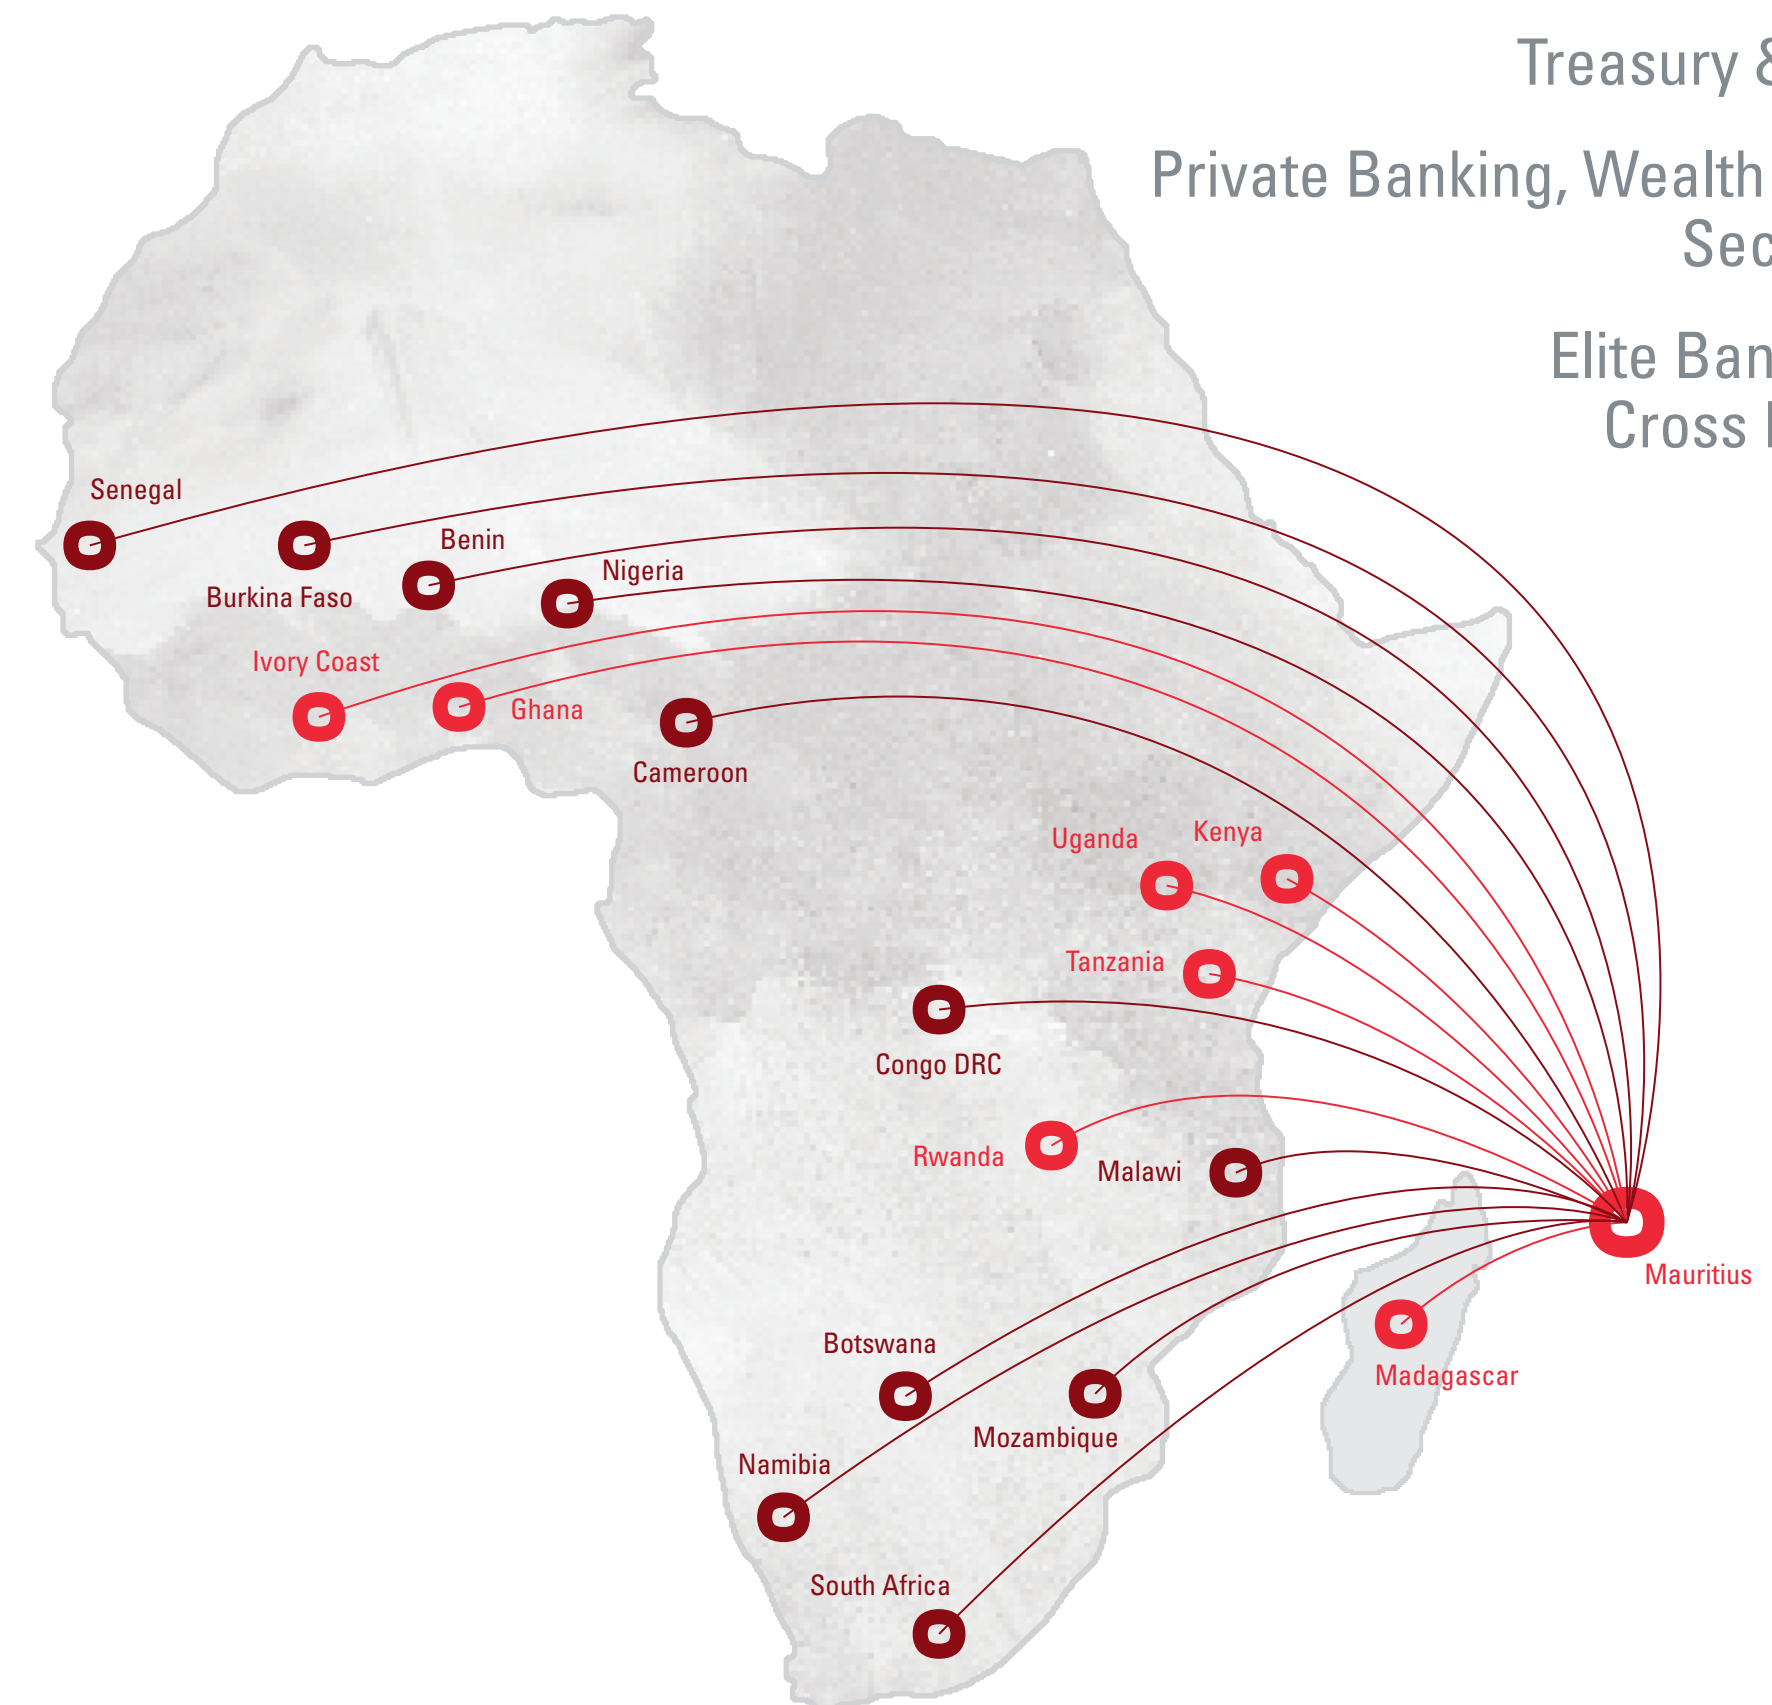 Treasury &
Private Banking, Wealth
Sec
Elite Ban
Cross
Senegal
Benin
Nigeria
Burkina Faso
Ivory Coast
Ghana
Cameroon
Uganda
Kenya
Tanzania
Congo DRC
Rwanda
Malawi
Mauritius
Botswana
Madagascar
Mozambique
Namibia
South Africa